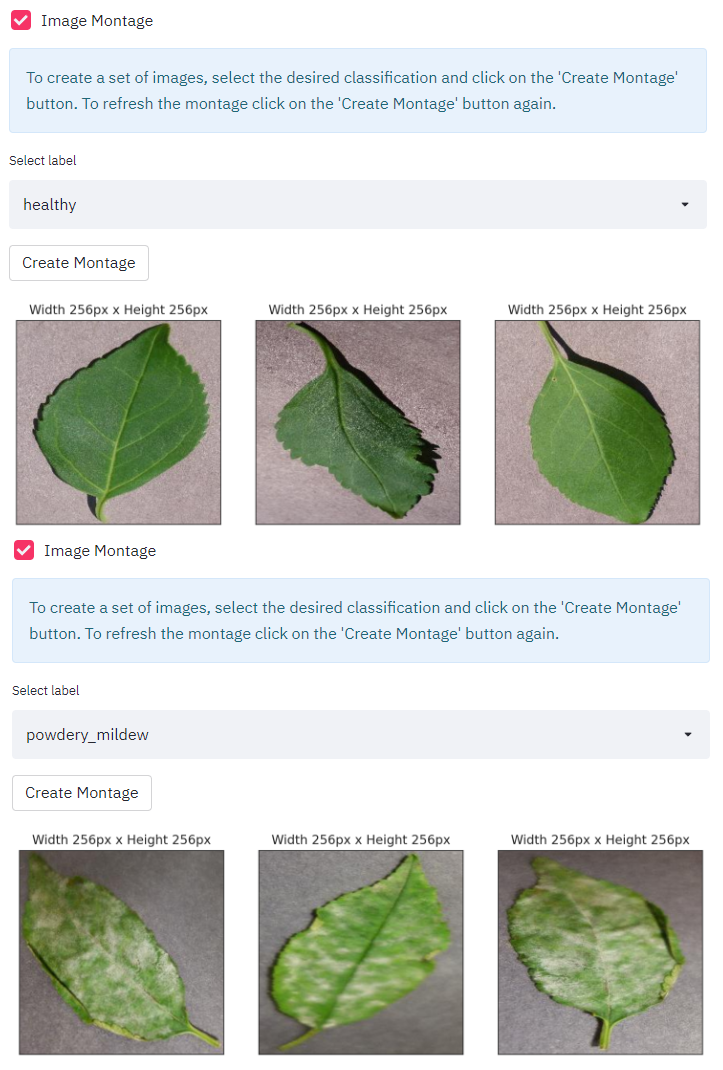 Image Montage
To create a set of images, select the desired classification and click on the 'Create Montage'
button. To refresh the montage click on the 'Create Montage' button again.
Select label
healthy
Create Montage
Width 256px x Height 256px
Width 256px x Height 256px
Width 256px x Height 256px
Image Montage
To create a set of images, select the desired classification and click on the 'Create Montage'
button. To refresh the montage click on the 'Create Montage' button again.
Select label
powdery_mildew
Create Montage
Width 256px x Height 256px
Width 256px x Height 256px
Width 256px x Height 256px